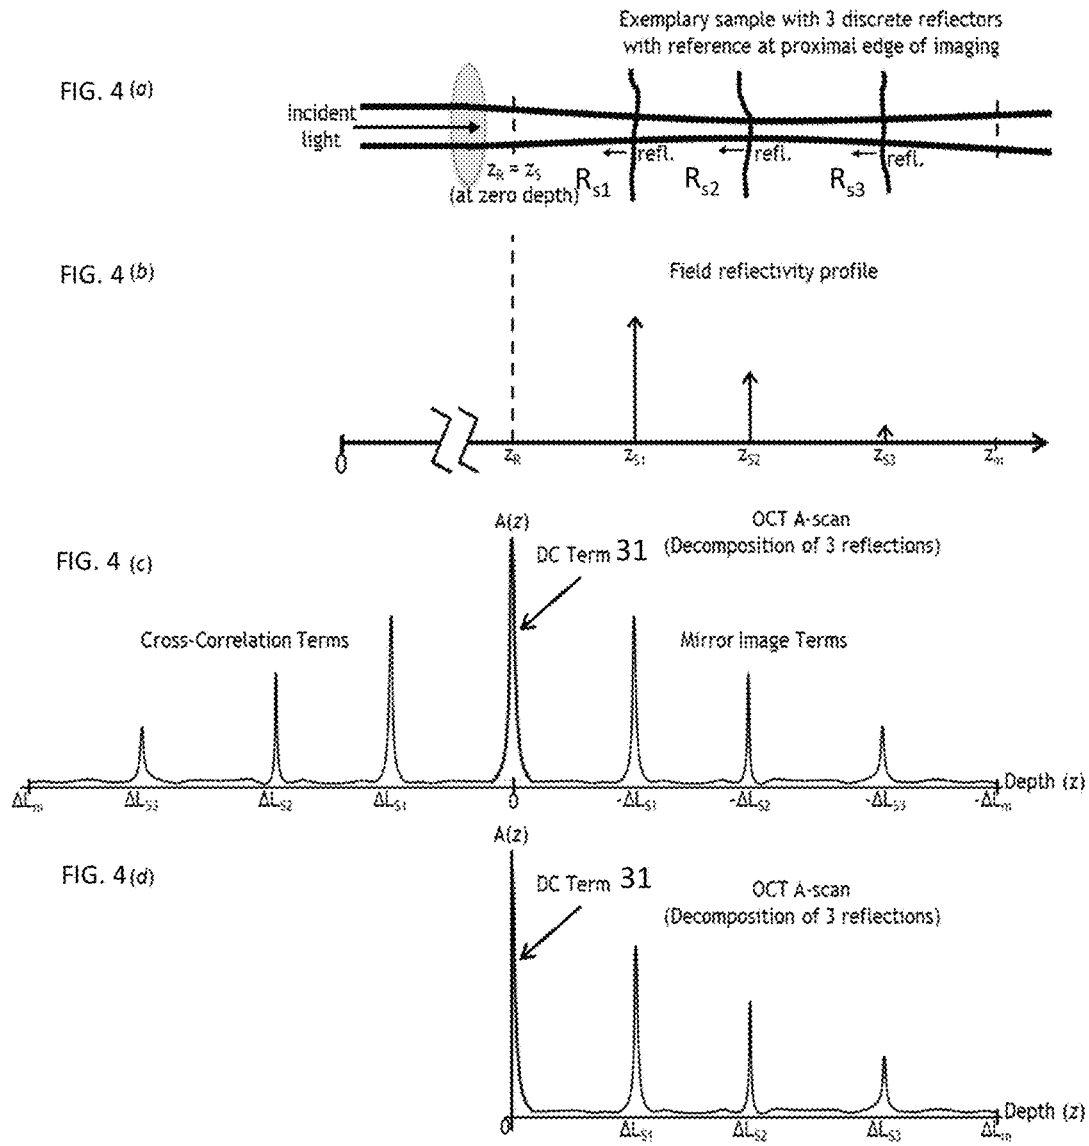 Exemplary sample with 3 discrete reflectors
with reference at proximal edge of imaging
FIG. 4 (a)
incident
light
refl.
refl.
refl.
z_R = z_S
(at zero depth)
R_s1
R_s2
R_s3
FIG. 4 (b)
Field reflectivity profile
0
z_R
z_S1
z_S2
z_S3
z_m
A(z)
OCT A-scan
(Decomposition of 3 reflections)
FIG. 4 (c)
DC Term 31
Cross-Correlation Terms
Mirror Image Terms
Depth (z)
ΔL_m
ΔL_S3
ΔL_S2
ΔL_S1
0
-ΔL_S1
-ΔL_S2
-ΔL_S3
-ΔL_m
A(z)
FIG. 4 (d)
DC Term 31
OCT A-scan
(Decomposition of 3 reflections)
Depth (z)
0
ΔL_S1
ΔL_S2
ΔL_S3
ΔL_m